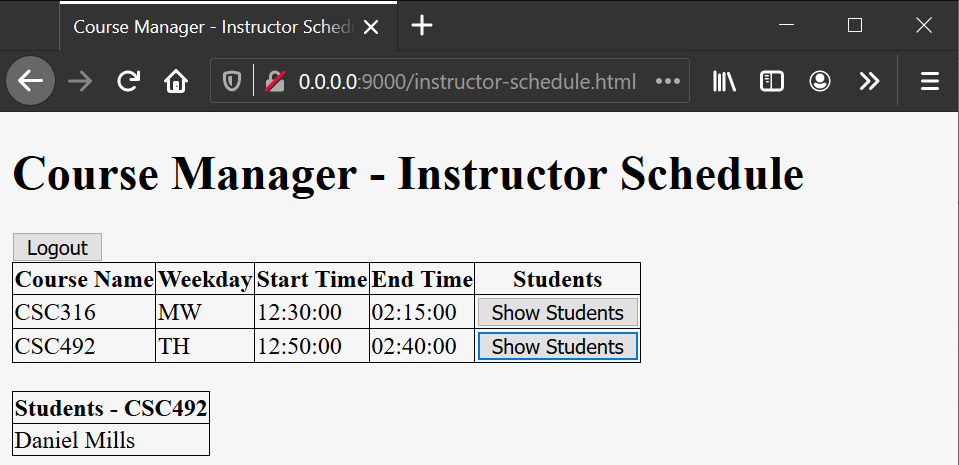 Course Manager - Instructor Sched
0.0.0.0:9000/instructor-schedule.html
Course Manager - Instructor Schedule
Logout
Course Name Weekday Start Time End Time Students
CSC316 MW 12:30:00 02:15:00 Show Students
CSC492 TH 12:50:00 02:40:00 Show Students
Students - CSC492
Daniel Mills